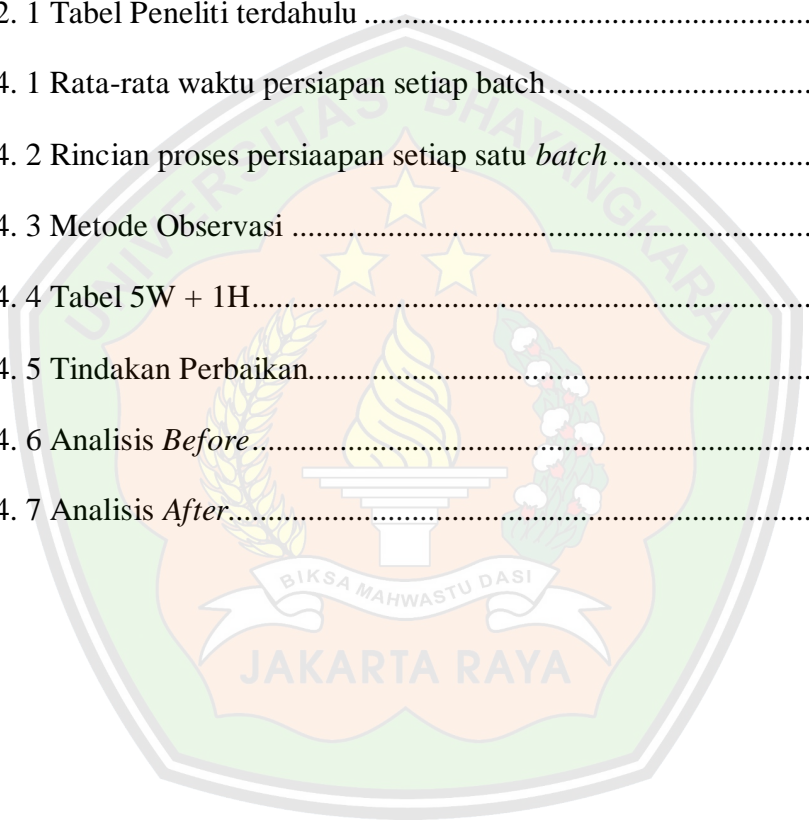 2. 1 Tabel Peneliti terdahulu ........................................................
4. 1 Rata-rata waktu persiapan setiap batch.................................
4. 2 Rincian proses persiaapan setiap satu batch .........................
4. 3 Metode Observasi .................................................................
4. 4 Tabel 5W + 1H......................................................................
4. 5 Tindakan Perbaikan...............................................................
4. 6 Analisis Before......................................................................
4. 7 Analisis After.........................................................................
UNIVERSITAS BHAYANGKARA
BIKSA MAHWASTU DASI
JAKARTA RAYA